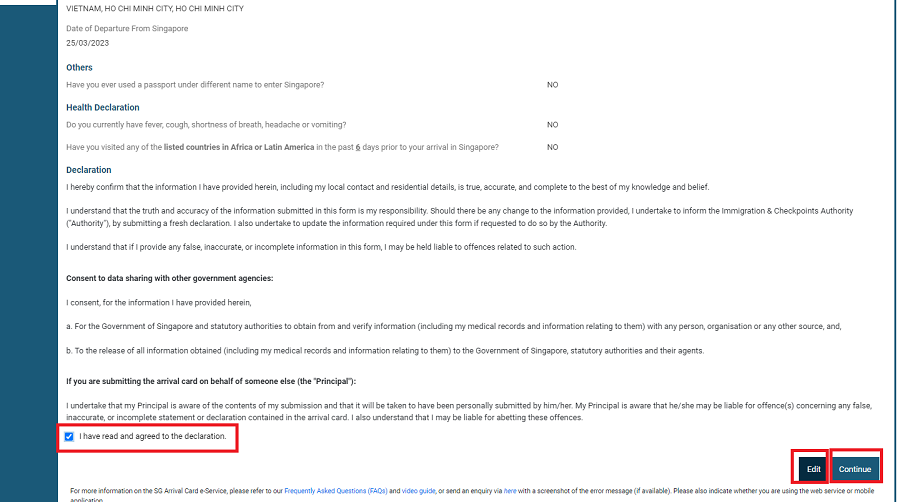 VIETNAM, HO CHI MINH CITY, HO CHI MINH CITY
Date of Departure From Singapore
25/03/2023
Others
Have you ever used a passport under different name to enter Singapore? NO
Health Declaration
Do you currently have fever, cough, shortness of breath, headache or vomiting? NO
Have you visited any of the listed countries in Africa or Latin America in the past 6 days prior to your arrival in Singapore? NO
Declaration
I hereby confirm that the information I have provided herein, including my local contact and residential details, is true, accurate, and complete to the best of my knowledge and belief.
I understand that the truth and accuracy of the information submitted in this form is my responsibility. Should there be any change to the information provided, I undertake to inform the Immigration & Checkpoints Authority
("Authority"), by submitting a fresh declaration. I also undertake to update the information required under this form if requested to do so by the Authority.
I understand that if I provide any false, inaccurate, or incomplete information in this form, I may be held liable to offences related to such action.
Consent to data sharing with other government agencies:
I consent, for the information I have provided herein,
a. For the Government of Singapore and statutory authorities to obtain from and verify information (including my medical records and information relating to them) with any person, organisation or any other source, and,
b. To the release of all information obtained (including my medical records and information relating to them) to the Government of Singapore, statutory authorities and their agents.
If you are submitting the arrival card on behalf of someone else (the "Principal"):
I undertake that my Principal is aware of the contents of my submission and that it will be taken to have been personally submitted by him/her. My Principal is aware that he/she may be liable for offence(s) concerning any false,
inaccurate, or incomplete statement or declaration contained in the arrival card. I also understand that I may be liable for abetting these offences.
I have read and agreed to the declaration.
Edit Continue
For more information on the SG Arrival Card e-Service, please refer to our Frequently Asked Questions (FAQs) and video guide, or send an enquiry via here with a screenshot of the error message (if available). Please also indicate whether you are using the web service or mobile
application.